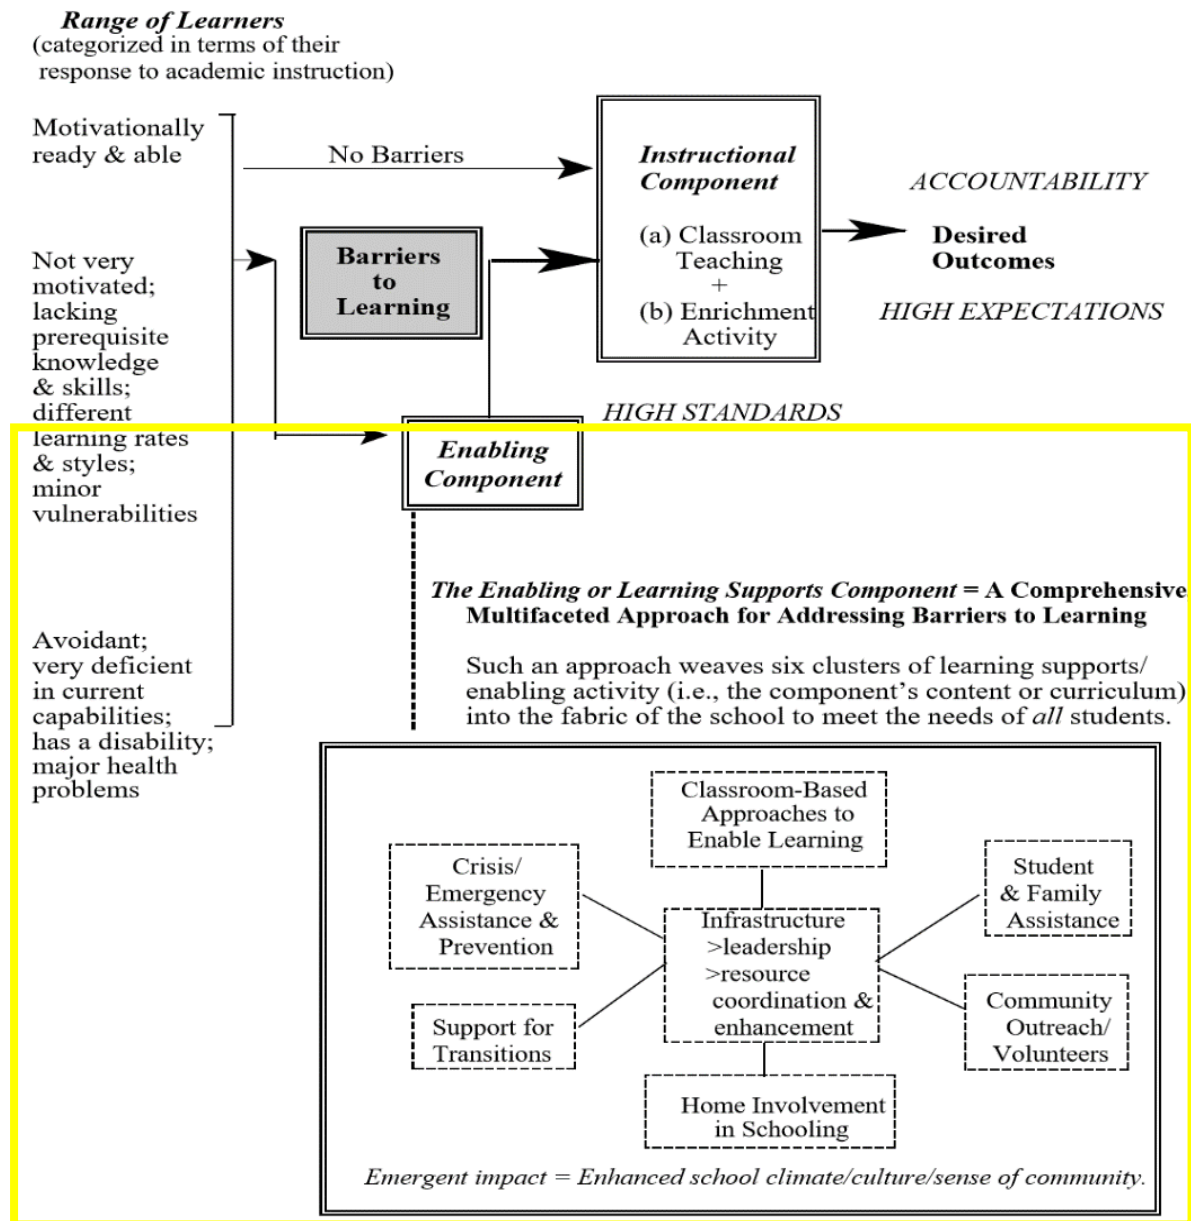 Range of Learners
(categorized in terms of their
response to academic instruction)
Motivationally
ready & able
No Barriers
Instructional
Component
(a) Classroom
Teaching
+
(b) Enrichment
Activity
ACCOUNTABILITY
Desired
Outcomes
HIGH EXPECTATIONS
Barriers
to
Learning
Not very
motivated;
lacking
prerequisite
knowledge
& skills;
different
learning rates
& styles;
minor
vulnerabilities
HIGH STANDARDS
Enabling
Component
Avoidant;
very deficient
in current
capabilities;
has a disability;
major health
problems
The Enabling or Learning Supports Component = A Comprehensive
Multifaceted Approach for Addressing Barriers to Learning
Such an approach weaves six clusters of learning supports/
enabling activity (i.e., the component's content or curriculum)
into the fabric of the school to meet the needs of all students.
Classroom-Based
Approaches to
Enable Learning
Crisis/
Emergency
Assistance &
Prevention
Infrastructure
>leadership
>resource
coordination &
enhancement
Student
& Family
Assistance
Support for
Transitions
Community
Outreach/
Volunteers
Home Involvement
in Schooling
Emergent impact = Enhanced school climate/culture/sense of community.